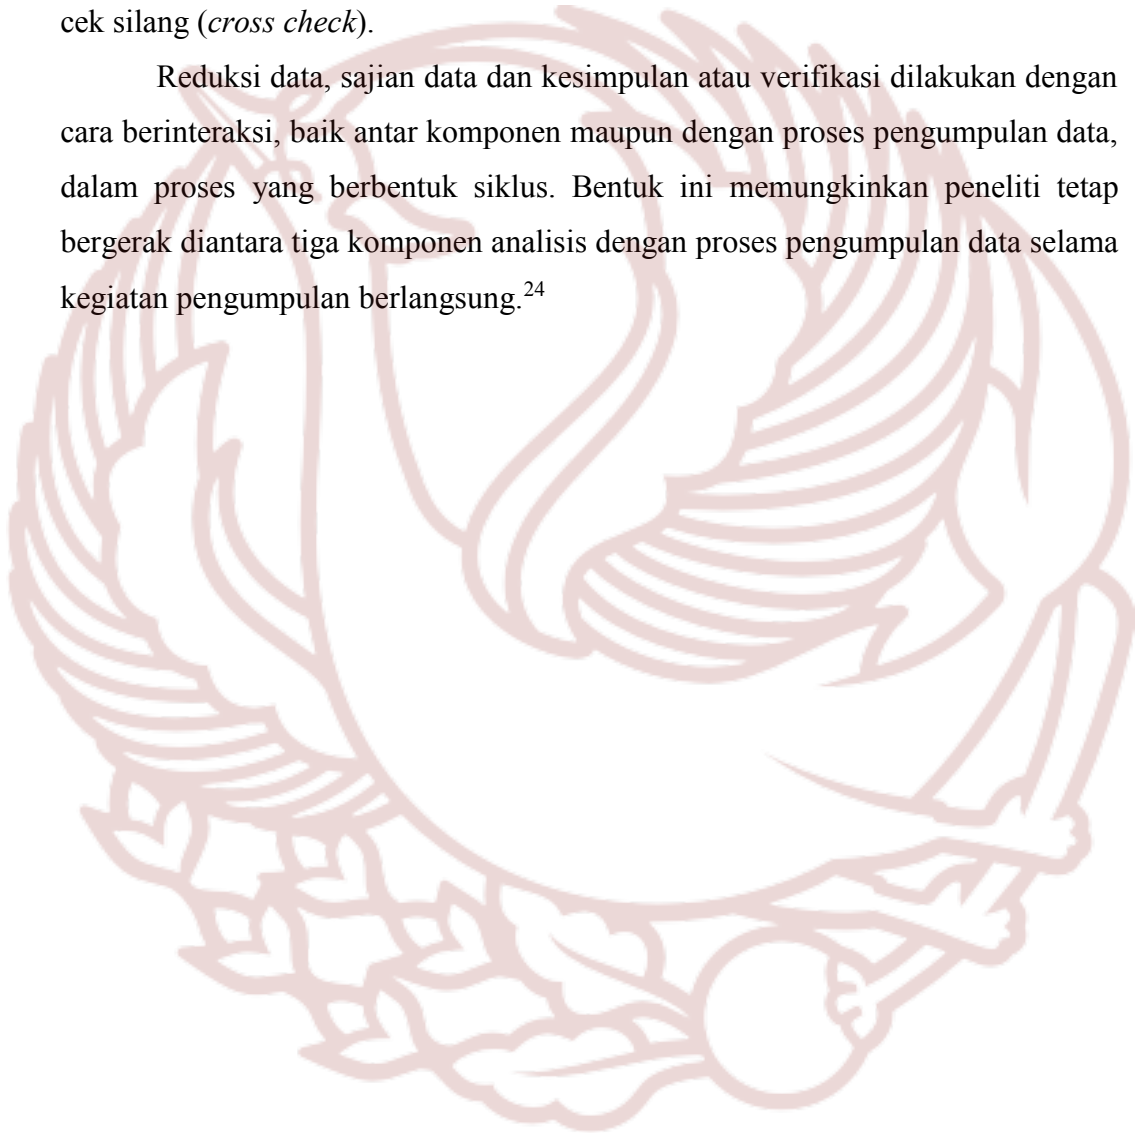 cek silang (cross check).
Reduksi data, sajian data dan kesimpulan atau verifikasi dilakukan dengan
cara berinteraksi, baik antar komponen maupun dengan proses pengumpulan data,
dalam proses yang berbentuk siklus. Bentuk ini memungkinkan peneliti tetap
bergerak diantara tiga komponen analisis dengan proses pengumpulan data selama
kegiatan pengumpulan berlangsung.24